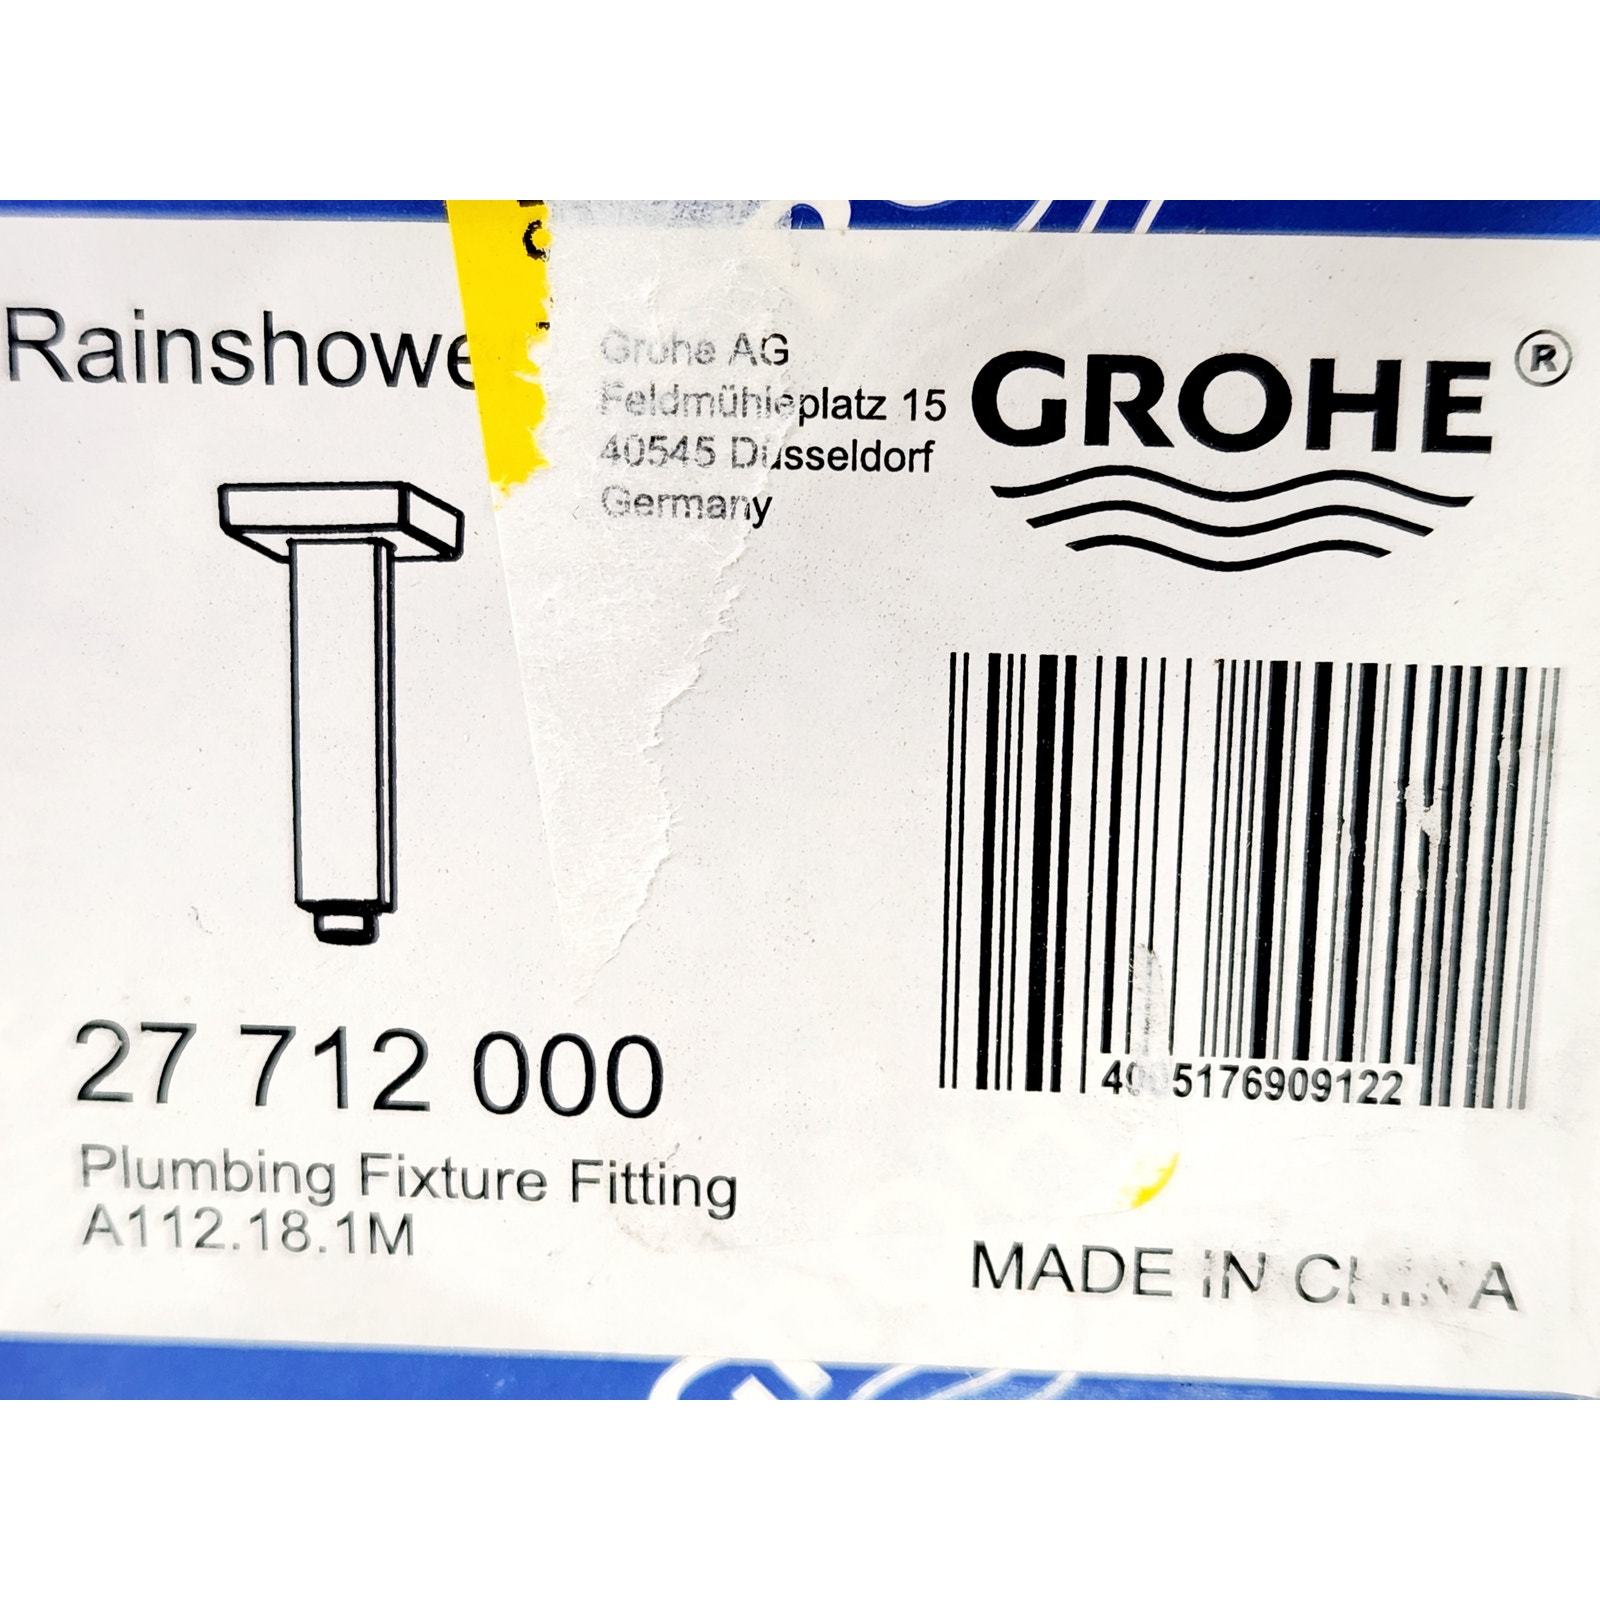 Rainshowe
Grohe AG
Feldmühleplatz 15
40545 Düsseldorf
Germany
GROHE ®
27 712 000
Plumbing Fixture Fitting
A112.18.1M
5176909122
MADE IN CHINA